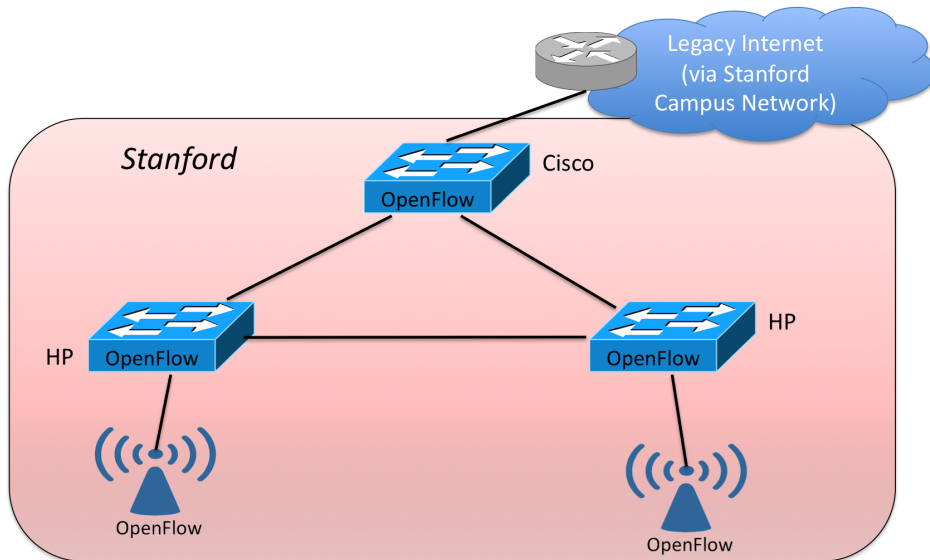 Legacy Internet
(via Stanford
Campus Network)
Stanford
Cisco
OpenFlow
HP
OpenFlow
HP
OpenFlow
OpenFlow
OpenFlow